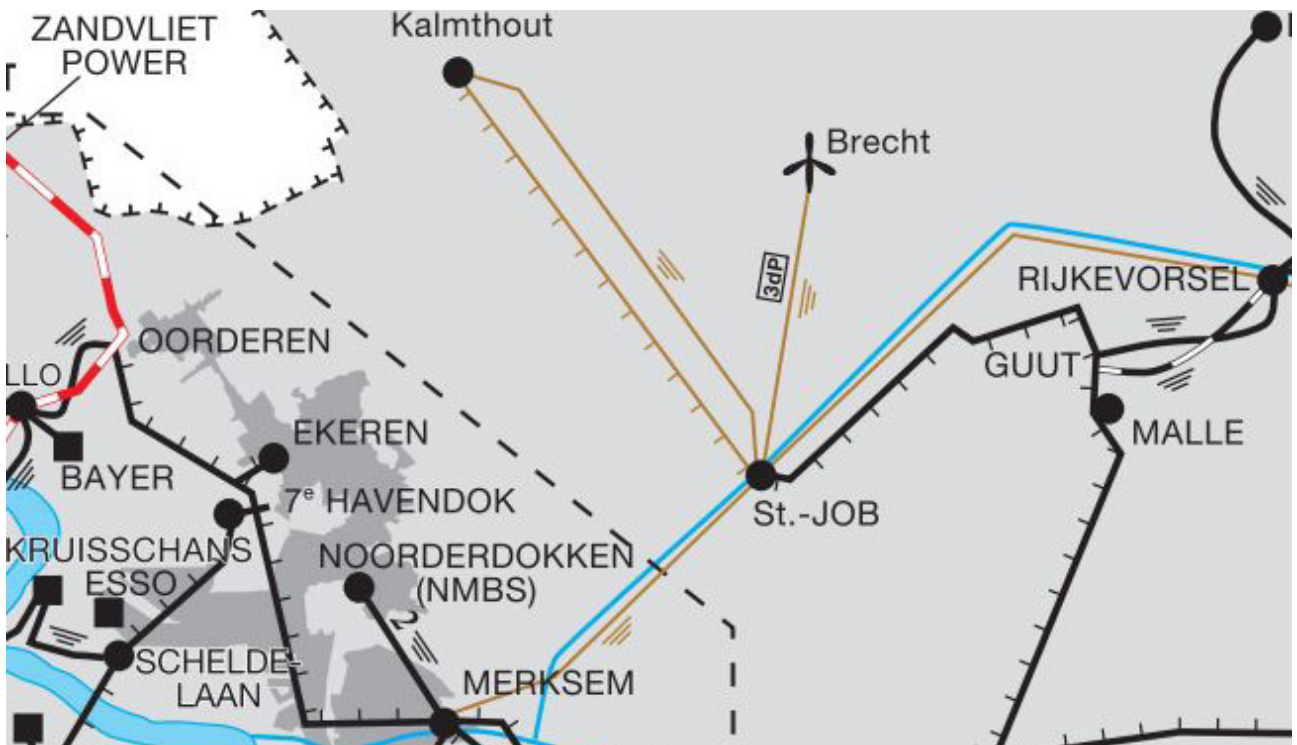 ZANDVLIET
POWER
Kalmthout
Brecht
3dP
RIJKEVORSEL
OORDEREN
LLO
GUUT
EKEREN
MALLE
BAYER
7e HAVENDOK
St.-JOB
KRUISSCHANS
ESSO
NOORDERDOKKEN
(NMBS)
2
SCHELDE-
LAAN
MERKSEM